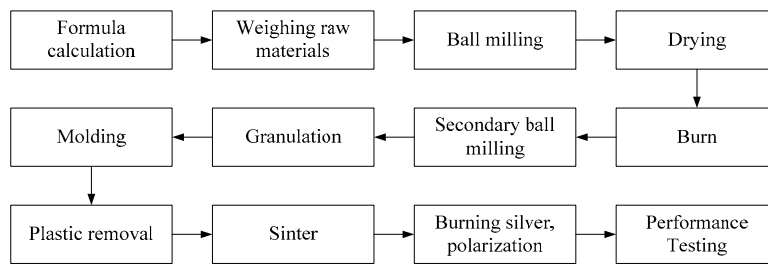 Formula
calculation
Weighing raw
materials
Ball milling
Drying
Burn
Secondary ball
milling
Granulation
Molding
Plastic removal
Sinter
Burning silver,
polarization
Performance
Testing